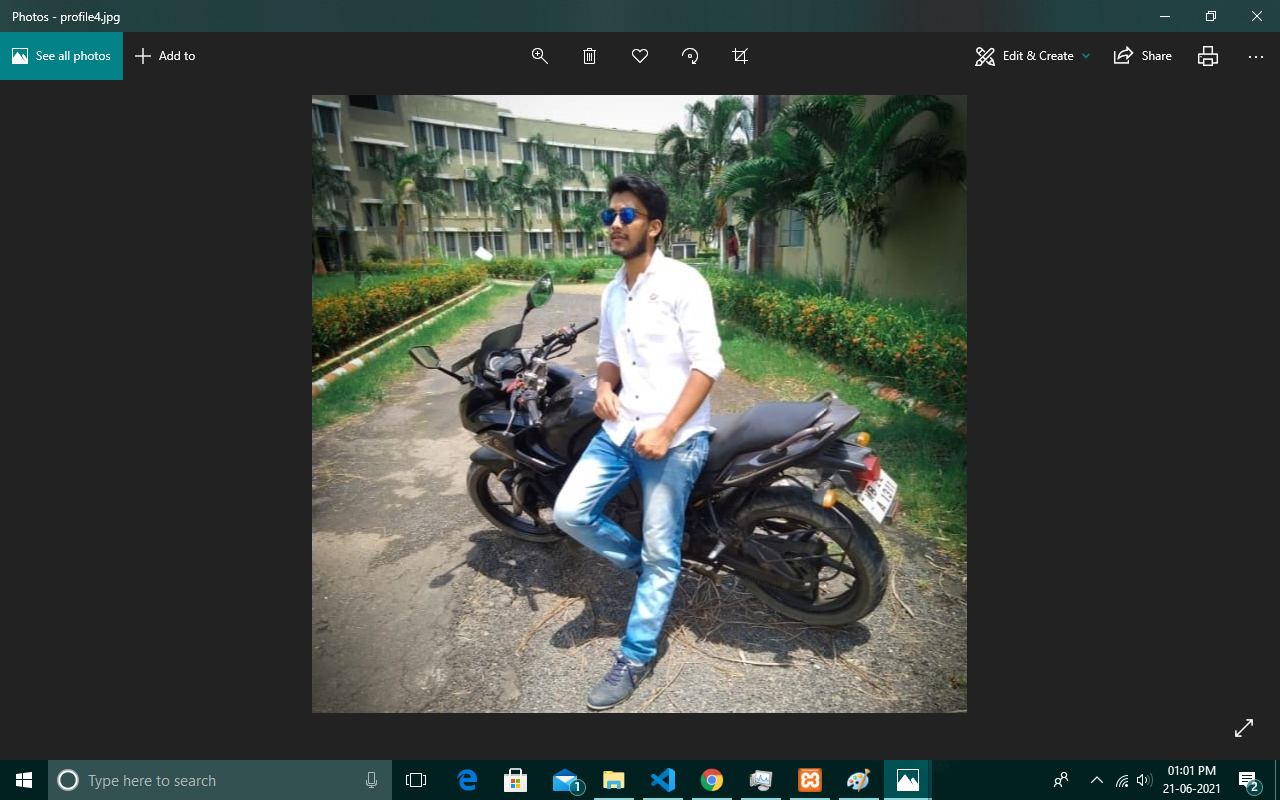 Photos - profile4.jpg
See all photos
Add to
Edit & Create
Share
Type here to search
1
01:01 PM
21-06-2021
2